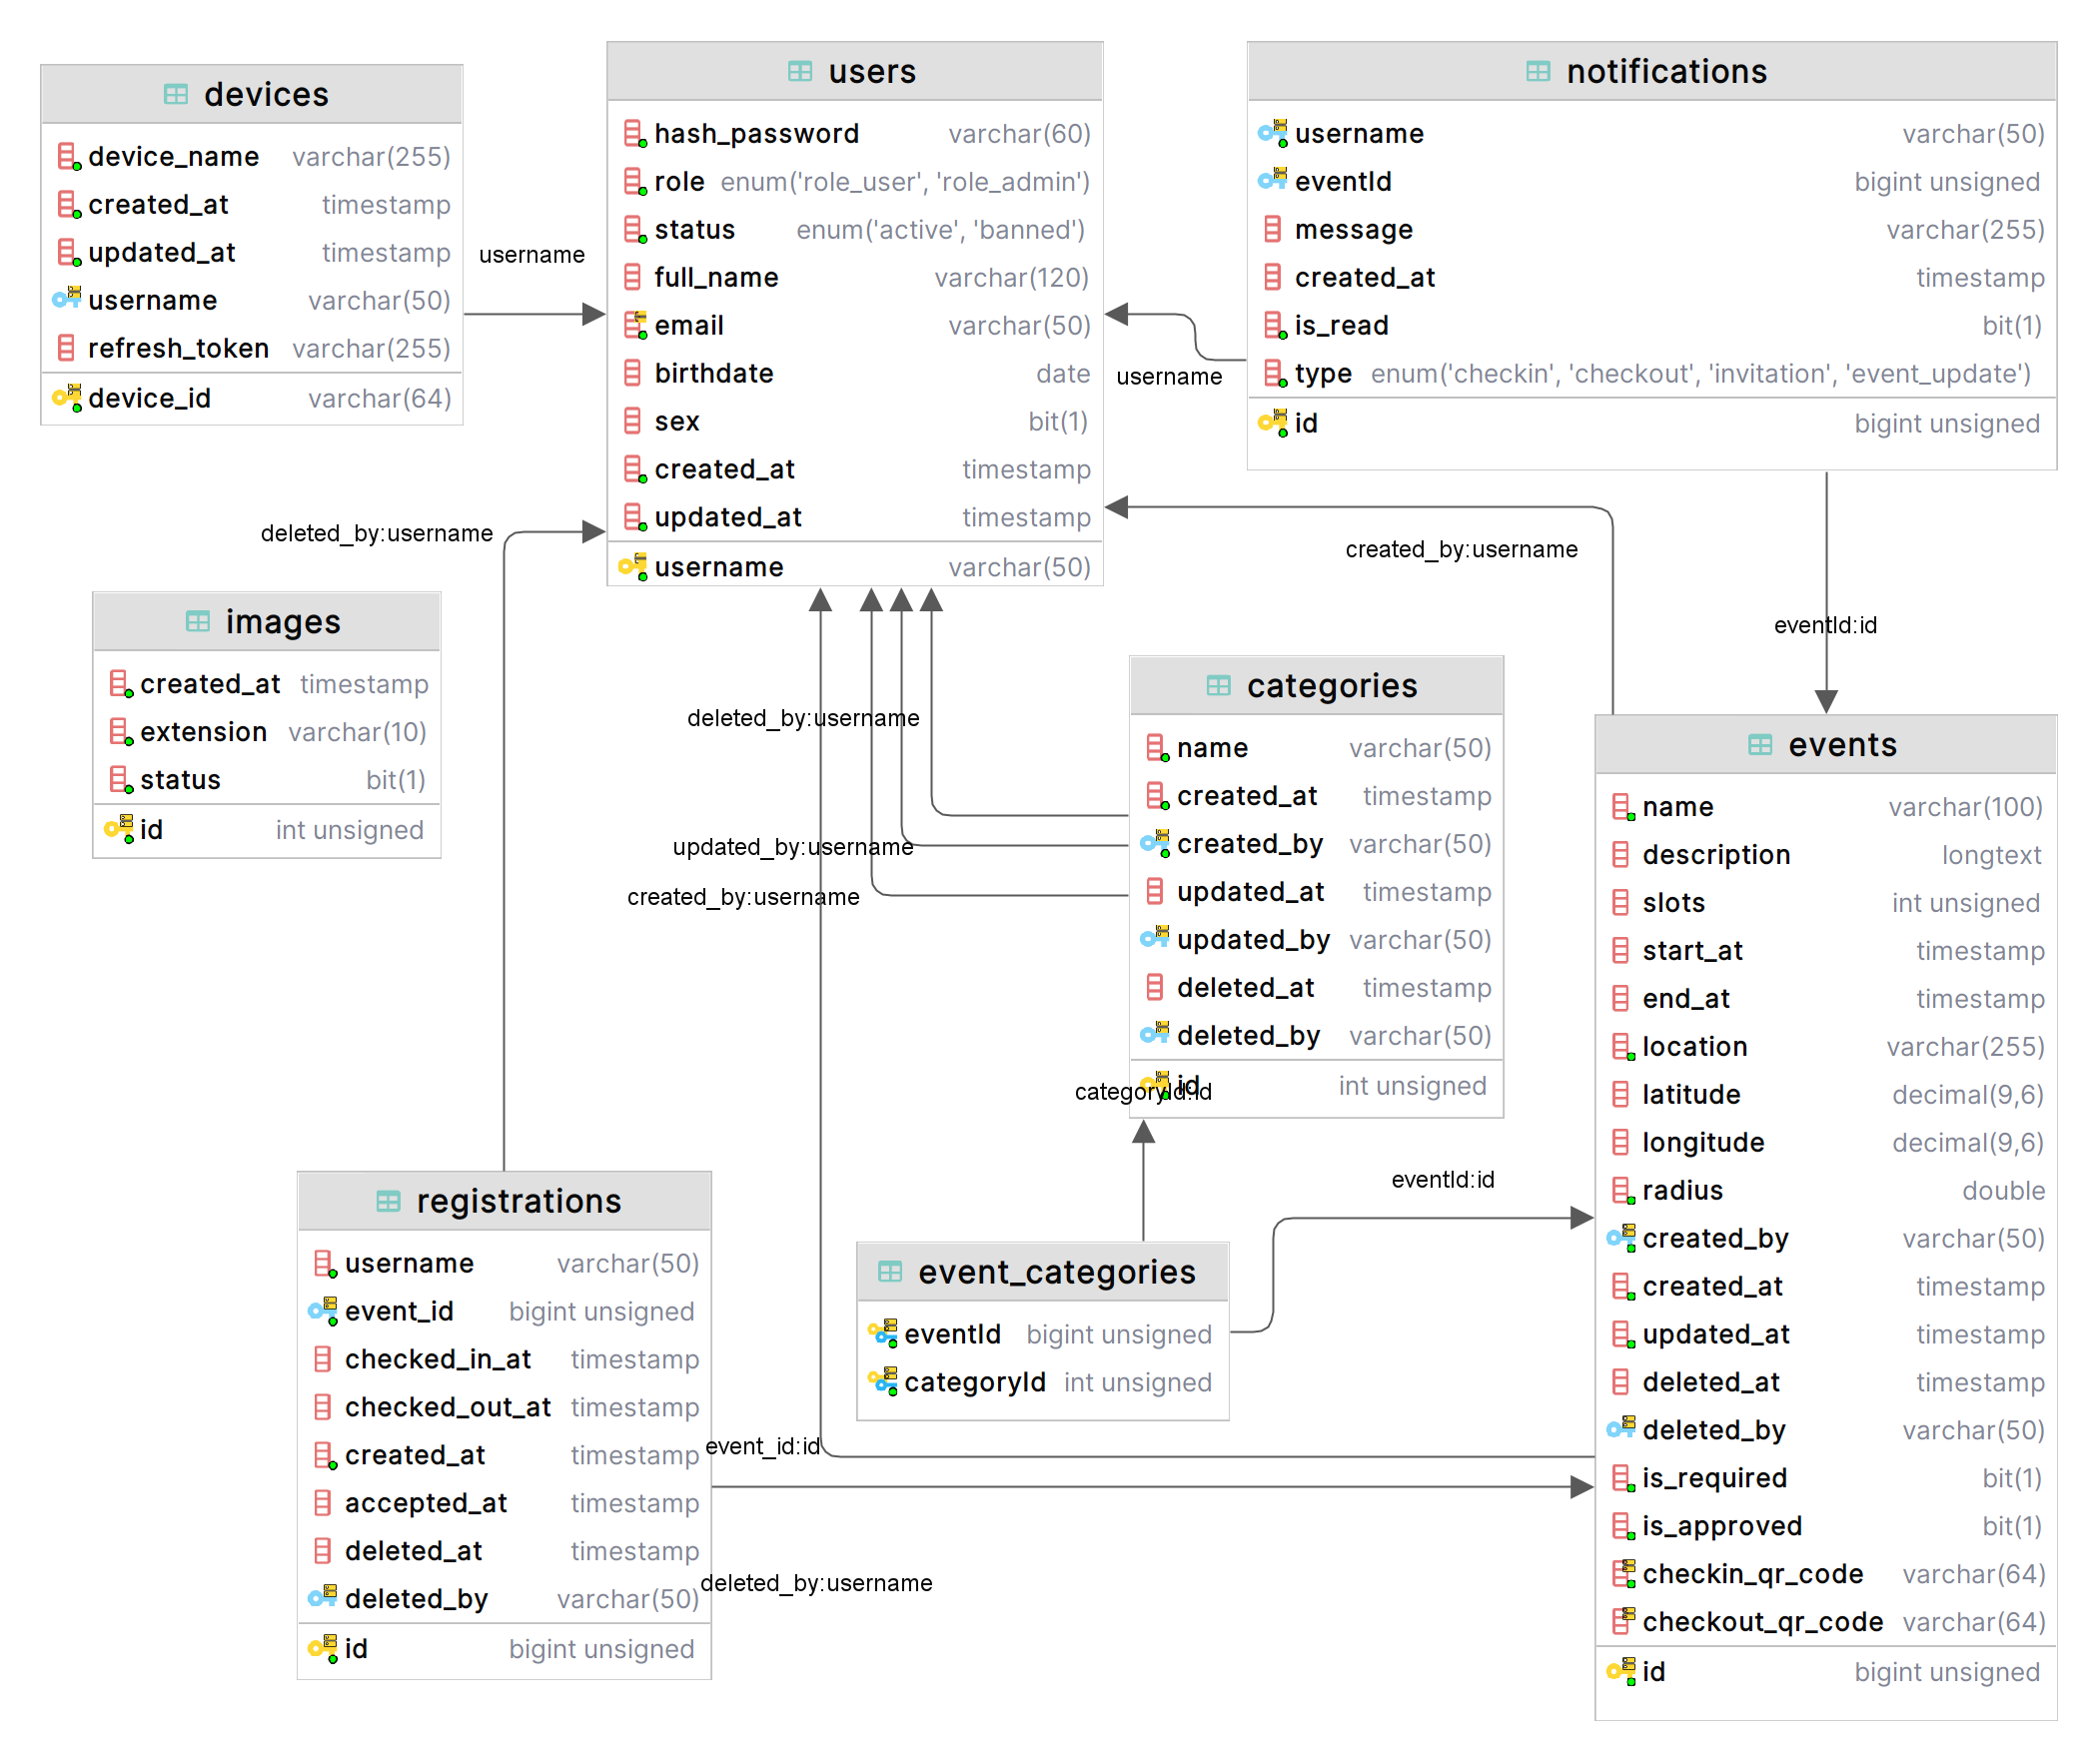 devices
device_name varchar(255)
created_at timestamp
updated_at timestamp
username varchar(50)
refresh_token varchar(255)
device_id varchar(64)
username
users
hash_password varchar(60)
role enum('role_user', 'role_admin')
status enum('active', 'banned')
full_name varchar(120)
email varchar(50)
birthdate date
sex bit(1)
created_at timestamp
updated_at timestamp
username varchar(50)
notifications
username varchar(50)
eventId bigint unsigned
message varchar(255)
created_at timestamp
is_read bit(1)
type enum('checkin', 'checkout', 'invitation', 'event_update')
id bigint unsigned
username
deleted_by:username
created_by:username
eventId:id
images
created_at timestamp
extension varchar(10)
status bit(1)
id int unsigned
deleted_by:username
updated_by:username
created_by:username
categories
name varchar(50)
created_at timestamp
created_by varchar(50)
updated_at timestamp
updated_by varchar(50)
deleted_at timestamp
deleted_by varchar(50)
id int unsigned
categoryId:id
events
name varchar(100)
description longtext
slots int unsigned
start_at timestamp
end_at timestamp
location varchar(255)
latitude decimal(9,6)
longitude decimal(9,6)
radius double
created_by varchar(50)
created_at timestamp
updated_at timestamp
deleted_at timestamp
deleted_by varchar(50)
is_required bit(1)
is_approved bit(1)
checkin_qr_code varchar(64)
checkout_qr_code varchar(64)
id bigint unsigned
eventId:id
registrations
username varchar(50)
event_id bigint unsigned
checked_in_at timestamp
checked_out_at timestamp
created_at timestamp
accepted_at timestamp
deleted_at timestamp
deleted_by varchar(50)
id bigint unsigned
event_categories
eventId bigint unsigned
categoryId int unsigned
event_id:id
deleted_by:username